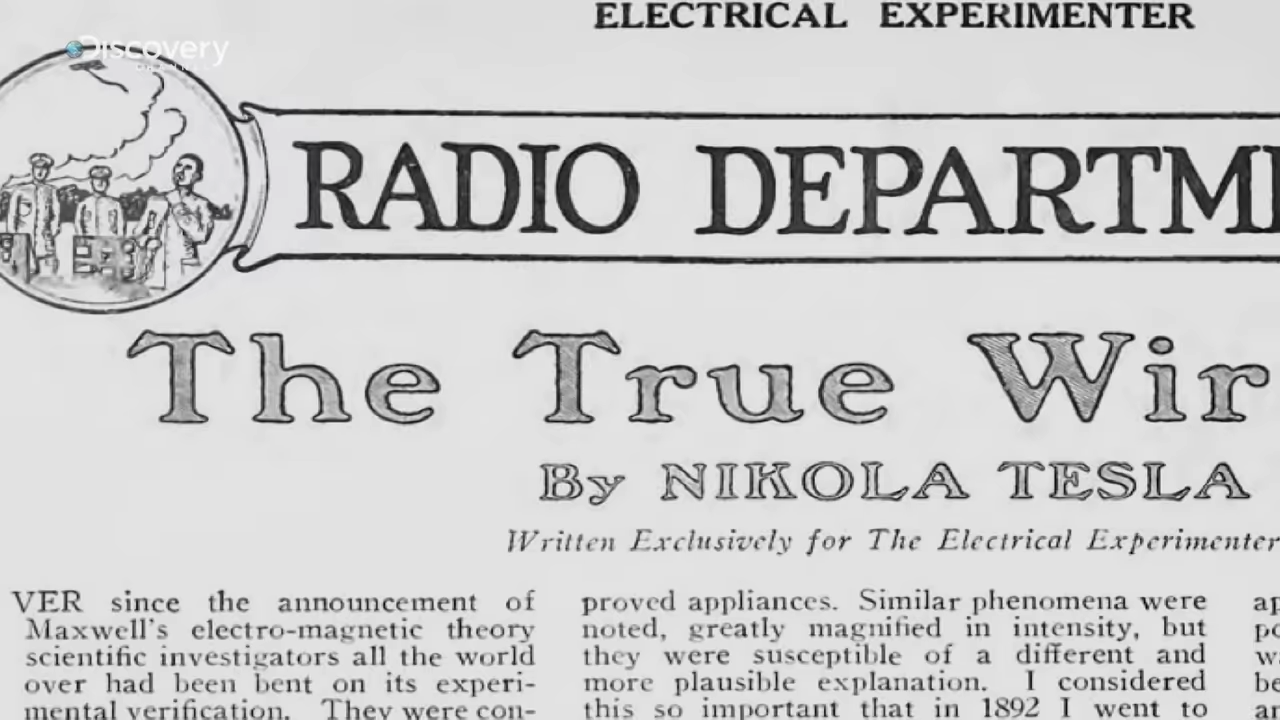 ELECTRICAL EXPERIMENTER
Discovery
RADIO DEPARTM
The True Wir
By NIKOLA TESLA
Written Exclusively for The Electrical Experimenter
VER since the announcement of
Maxwell's electro-magnetic theory
scientific investigators all the world
over had been bent on its experi-
mental verification. They were con-
proved appliances. Similar phenomena were
noted, greatly magnified in intensity, but
they were susceptible of a different and
more plausible explanation. I considered
this so important that in 1892 I went to